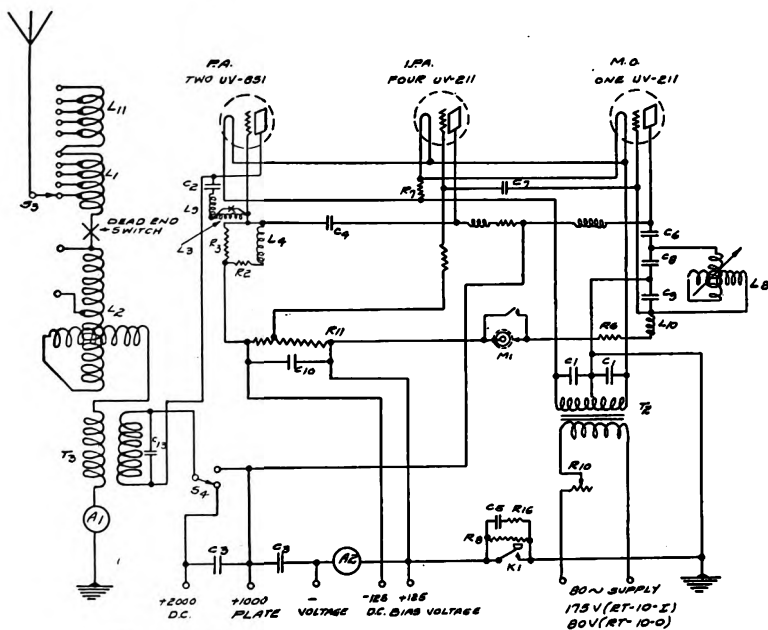 P.A.
TWO UV-851
I.P.A.
FOUR UV-211
M.O.
ONE UV-211
L11
L1
S3
DEAD END
SWITCH
L2
T3
C13
A1
S4
C2
L9
L3
R3
R2
L4
C4
R7
C7
C6
C8
C9
L8
L10
R11
C10
M1
R6
C1
C1
T2
R10
C5
R16
R8
K1
C3
C3
A2
+2000
D.C.
+1000
PLATE
-
VOLTAGE
-125
+125
D.C. BIAS VOLTAGE
80~ SUPPLY
175V (RT-10-I)
80V (RT-10-O)